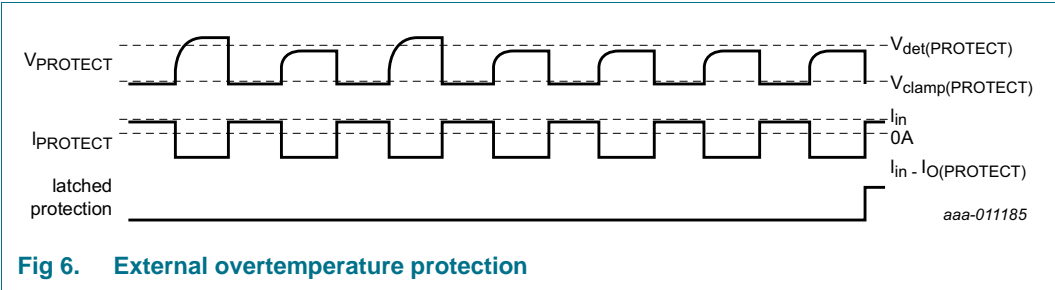 VPROTECT
Vdet(PROTECT)
Vclamp(PROTECT)
IPROTECT
Iin
0A
Iin - IO(PROTECT)
latched
protection
aaa-011185
Fig 6. External overtemperature protection